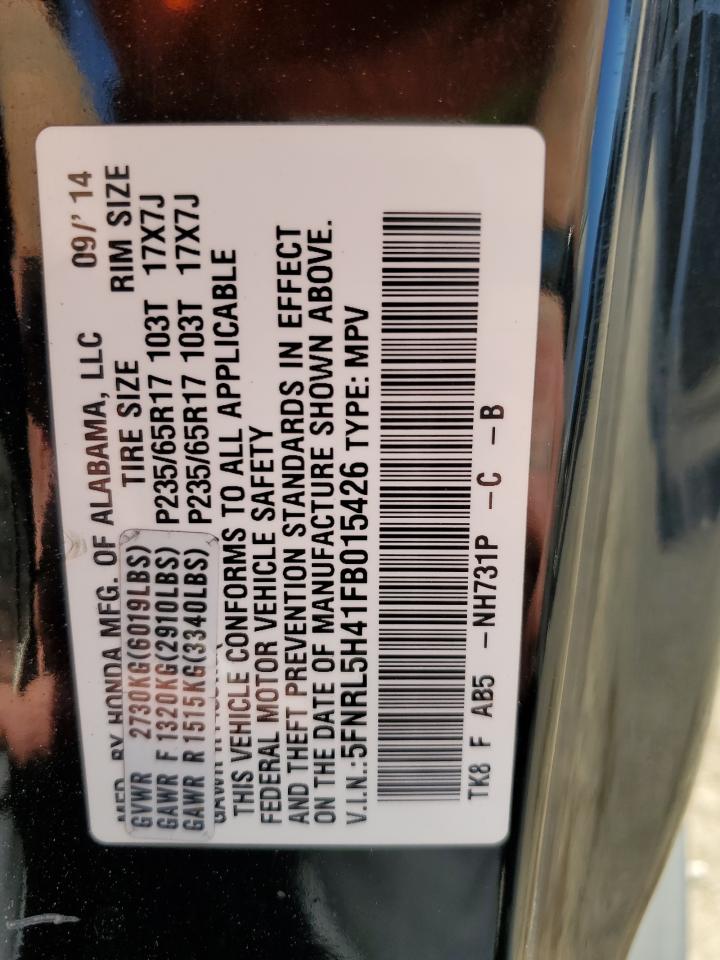 MFD. BY HONDA MFG. OF ALABAMA, LLC 09/' 14
GVWR 2730KG(6019LBS) TIRE SIZE RIM SIZE
GAWR F 1320KG(2910LBS) P235/65R17 103T 17X7J
GAWR R 1515KG(3340LBS) P235/65R17 103T 17X7J
THIS VEHICLE CONFORMS TO ALL APPLICABLE
FEDERAL MOTOR VEHICLE SAFETY
AND THEFT PREVENTION STANDARDS IN EFFECT
ON THE DATE OF MANUFACTURE SHOWN ABOVE.
V.I.N.:5FNRL5H41FB015426 TYPE: MPV
TK8 F AB5 -NH731P -C -B